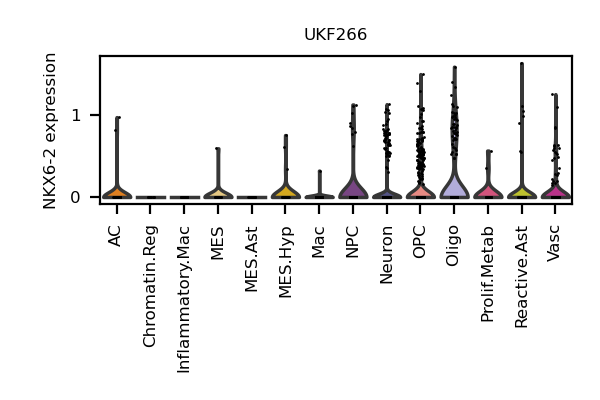 UKF266
NKX6-2 expression
1
0
AC
Chromatin.Reg
Inflammatory.Mac
MES
MES.Ast
MES.Hyp
Mac
NPC
Neuron
OPC
Oligo
Prolif.Metab
Reactive.Ast
Vasc